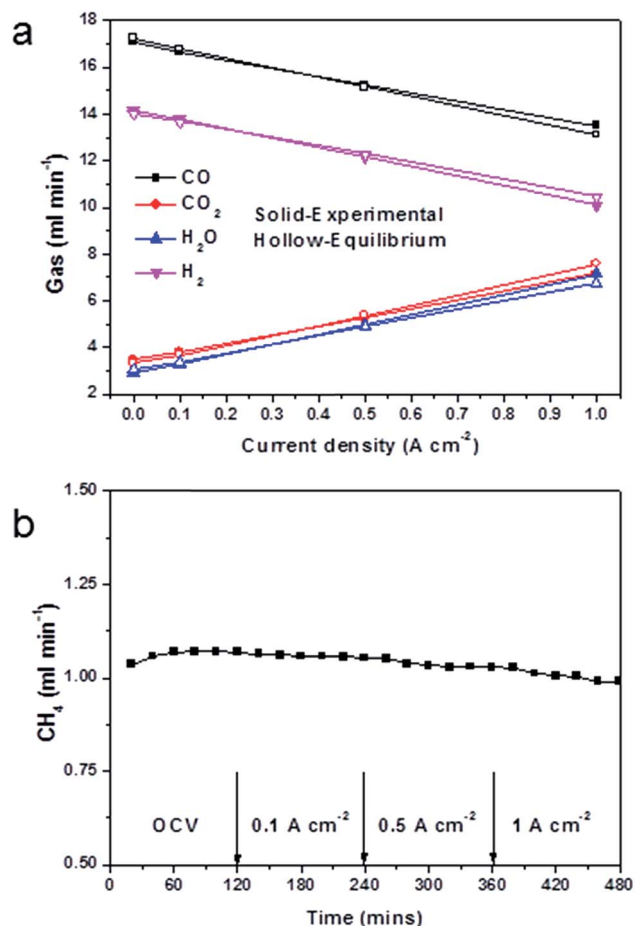 a
18
16
14
12
10
8
6
4
2
Gas (ml min⁻¹)
CO
CO₂
H₂O
H₂
Solid-Experimental
Hollow-Equilibrium
0.0 0.1 0.2 0.3 0.4 0.5 0.6 0.7 0.8 0.9 1.0
Current density (A cm⁻²)
b
1.50
1.25
1.00
0.75
0.50
CH₄ (ml min⁻¹)
OCV 0.1 A cm⁻² 0.5 A cm⁻² 1 A cm⁻²
0 60 120 180 240 300 360 420 480
Time (mins)